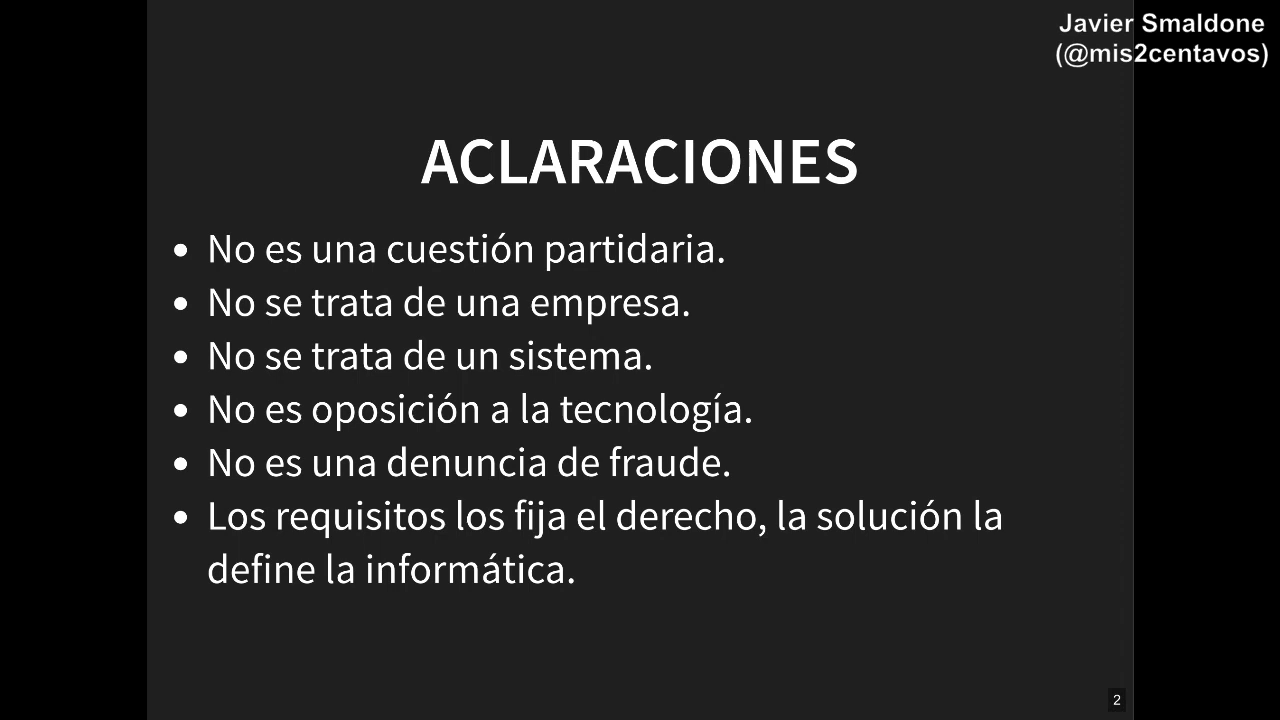 Javier Smaldone
(@mis2centavos)
ACLARACIONES
• No es una cuestión partidaria.
• No se trata de una empresa.
• No se trata de un sistema.
• No es oposición a la tecnología.
• No es una denuncia de fraude.
• Los requisitos los fija el derecho, la solución la
define la informática.
2